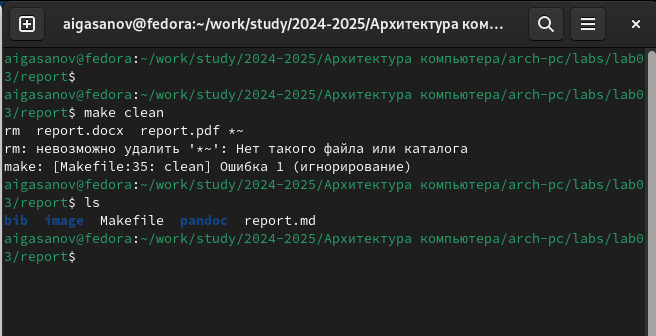 aigasanov@fedora:~/work/study/2024-2025/Архитектура ком…
aigasanov@fedora:~/work/study/2024-2025/Архитектура компьютера/arch-pc/labs/lab0
3/report$
aigasanov@fedora:~/work/study/2024-2025/Архитектура компьютера/arch-pc/labs/lab0
3/report$ make clean
rm  report.docx  report.pdf *~
rm: невозможно удалить '*~': Нет такого файла или каталога
make: [Makefile:35: clean] Ошибка 1 (игнорирование)
aigasanov@fedora:~/work/study/2024-2025/Архитектура компьютера/arch-pc/labs/lab0
3/report$ ls
bib  image  Makefile  pandoc  report.md
aigasanov@fedora:~/work/study/2024-2025/Архитектура компьютера/arch-pc/labs/lab0
3/report$